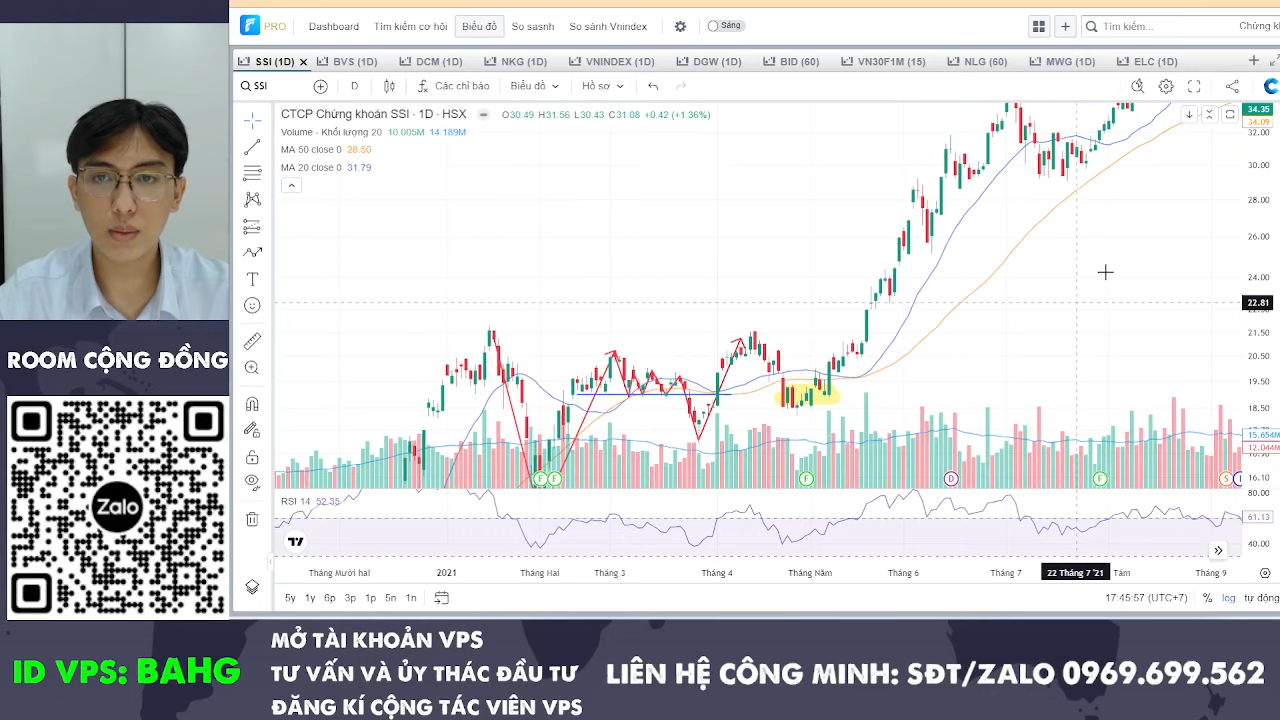 PRO Dashboard Tìm kiếm cơ hội Biểu đồ So sasnh So sánh Vnindex Sáng Tìm kiếm... Chứng k
SSI (1D) BVS (1D) DCM (1D) NKG (1D) VNINDEX (1D) DGW (1D) BID (60) VN30F1M (15) NLG (60) MWG (1D) ELC (1D)
SSI D Các chỉ báo Biểu đồ Hồ sơ
CTCP Chứng khoán SSI · 1D · HSX O30.49 H31.56 L30.43 C31.08 +0.42 (+1.36%)
Volume - Khối lượng 20 10.005M 14.189M
MA 50 close 0 28.50
MA 20 close 0 31.79
34.35
34.09
32.00
30.00
28.00
26.00
24.00
22.81
21.50
20.50
19.50
18.50
15.654M
12.044M
16.10
F F F D F S
80.00
RSI 14 52.35
61.13
40.00
Tháng Mười hai 2021 Tháng Hai Tháng 3 Tháng 4 Tháng Năm Tháng 6 Tháng 7 22 Tháng 7 '21 Tám Tháng 9
5y 1y 6p 3p 1p 5n 1n 17:45:57 (UTC+7) % log tự động
ROOM CỘNG ĐỒNG
Zalo
ID VPS: BAHG
MỞ TÀI KHOẢN VPS
TƯ VẤN VÀ ỦY THÁC ĐẦU TƯ
ĐĂNG KÍ CỘNG TÁC VIÊN VPS
LIÊN HỆ CÔNG MINH: SĐT/ZALO 0969.699.562